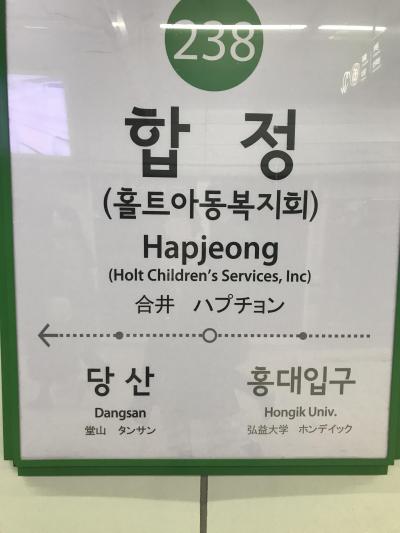 238
합 정
(홀트아동복지회)
Hapjeong
(Holt Children's Services, Inc)
合井 ハプチョン
당 산
Dangsan
堂山 タンサン
홍대입구
Hongik Univ.
弘益大学 ホンデイック